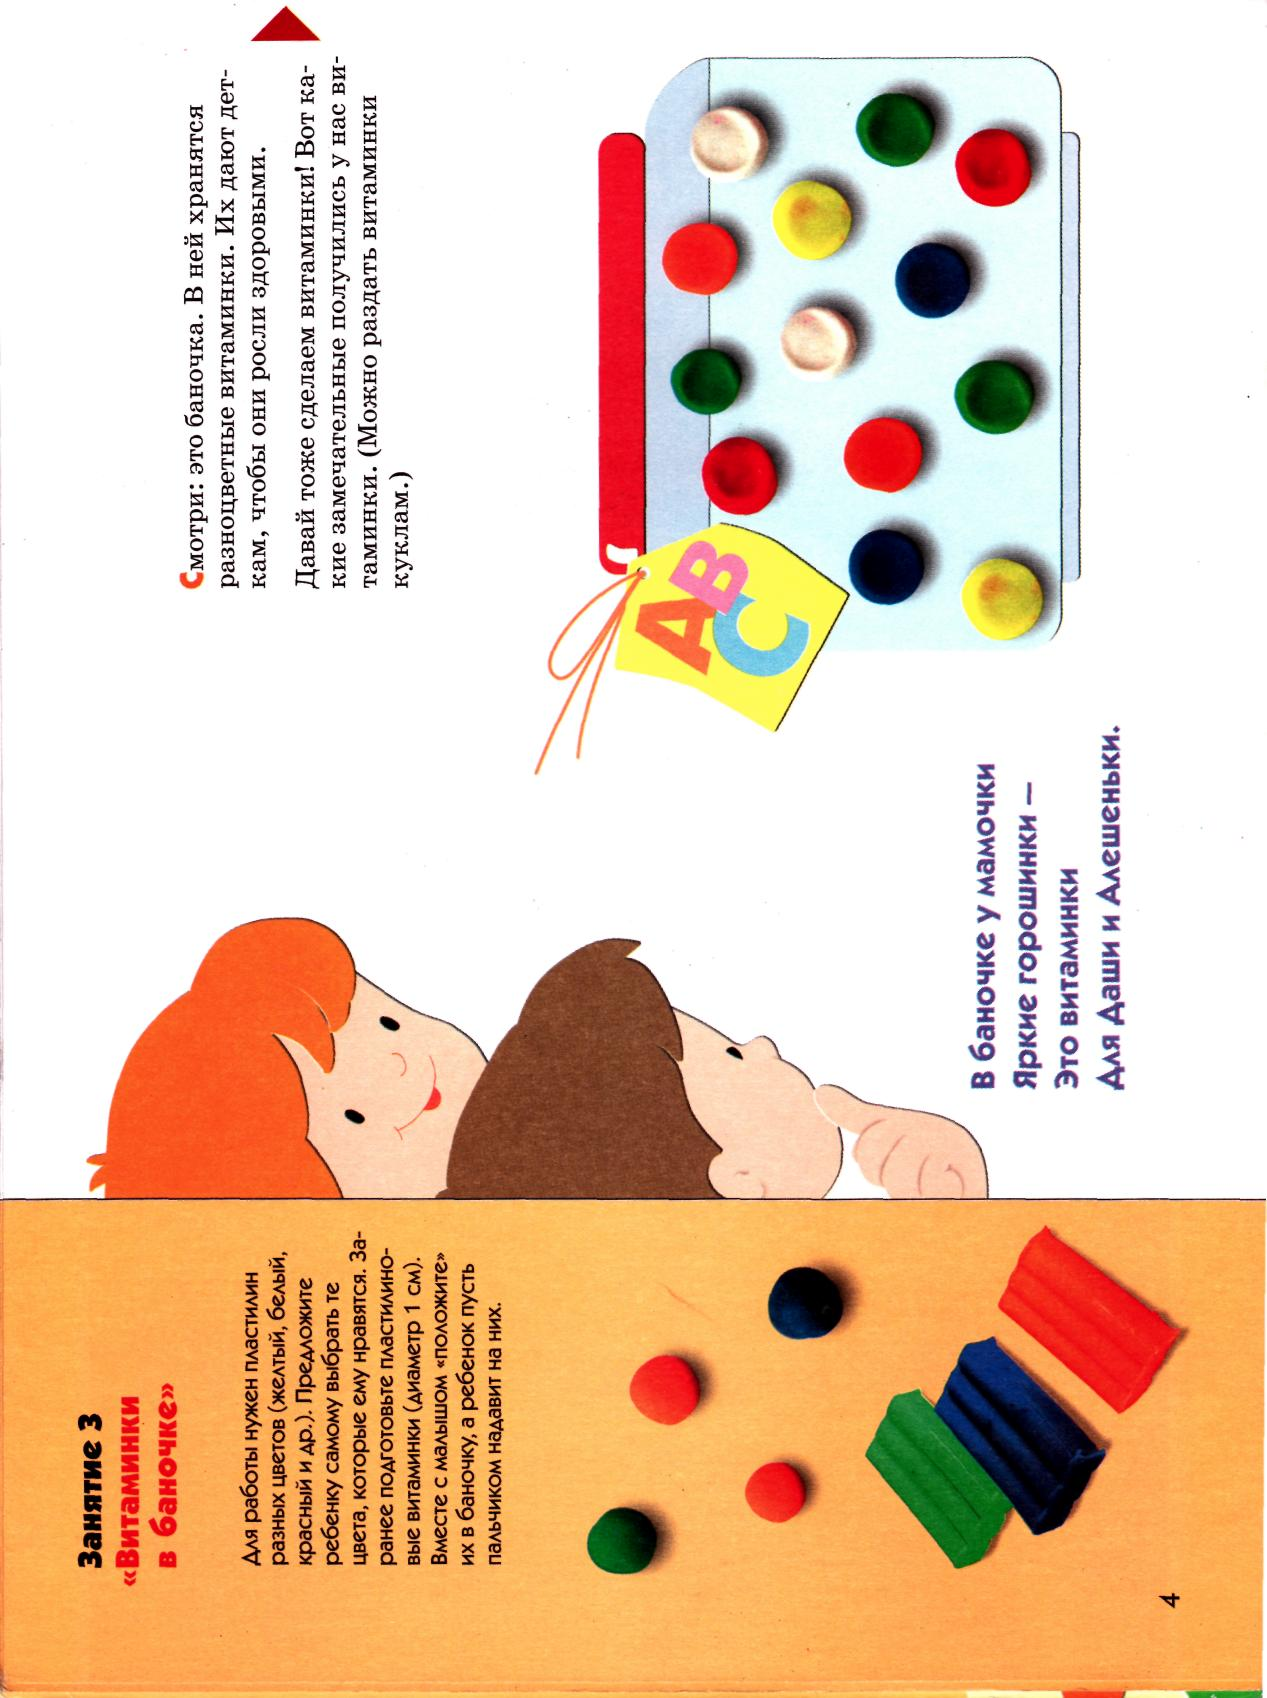 Занятие 3
«Витаминки
в баночке»
Для работы нужен пластилин
разных цветов (желтый, белый,
красный и др.). Предложите
ребенку самому выбрать те
цвета, которые ему нравятся. За-
ранее подготовьте пластилино-
вые витаминки (диаметр 1 см).
Вместе с малышом «положите»
их в баночку, а ребенок пусть
пальчиком надавит на них.
4
Смотри: это баночка. В ней хранятся
разноцветные витаминки. Их дают дет-
кам, чтобы они росли здоровыми.
Давай тоже сделаем витаминки! Вот ка-
кие замечательные получились у нас ви-
таминки. (Можно раздать витаминки
куклам.)
АВ
С
В баночке у мамочки
Яркие горошинки —
Это витаминки
Для Даши и Алешеньки.